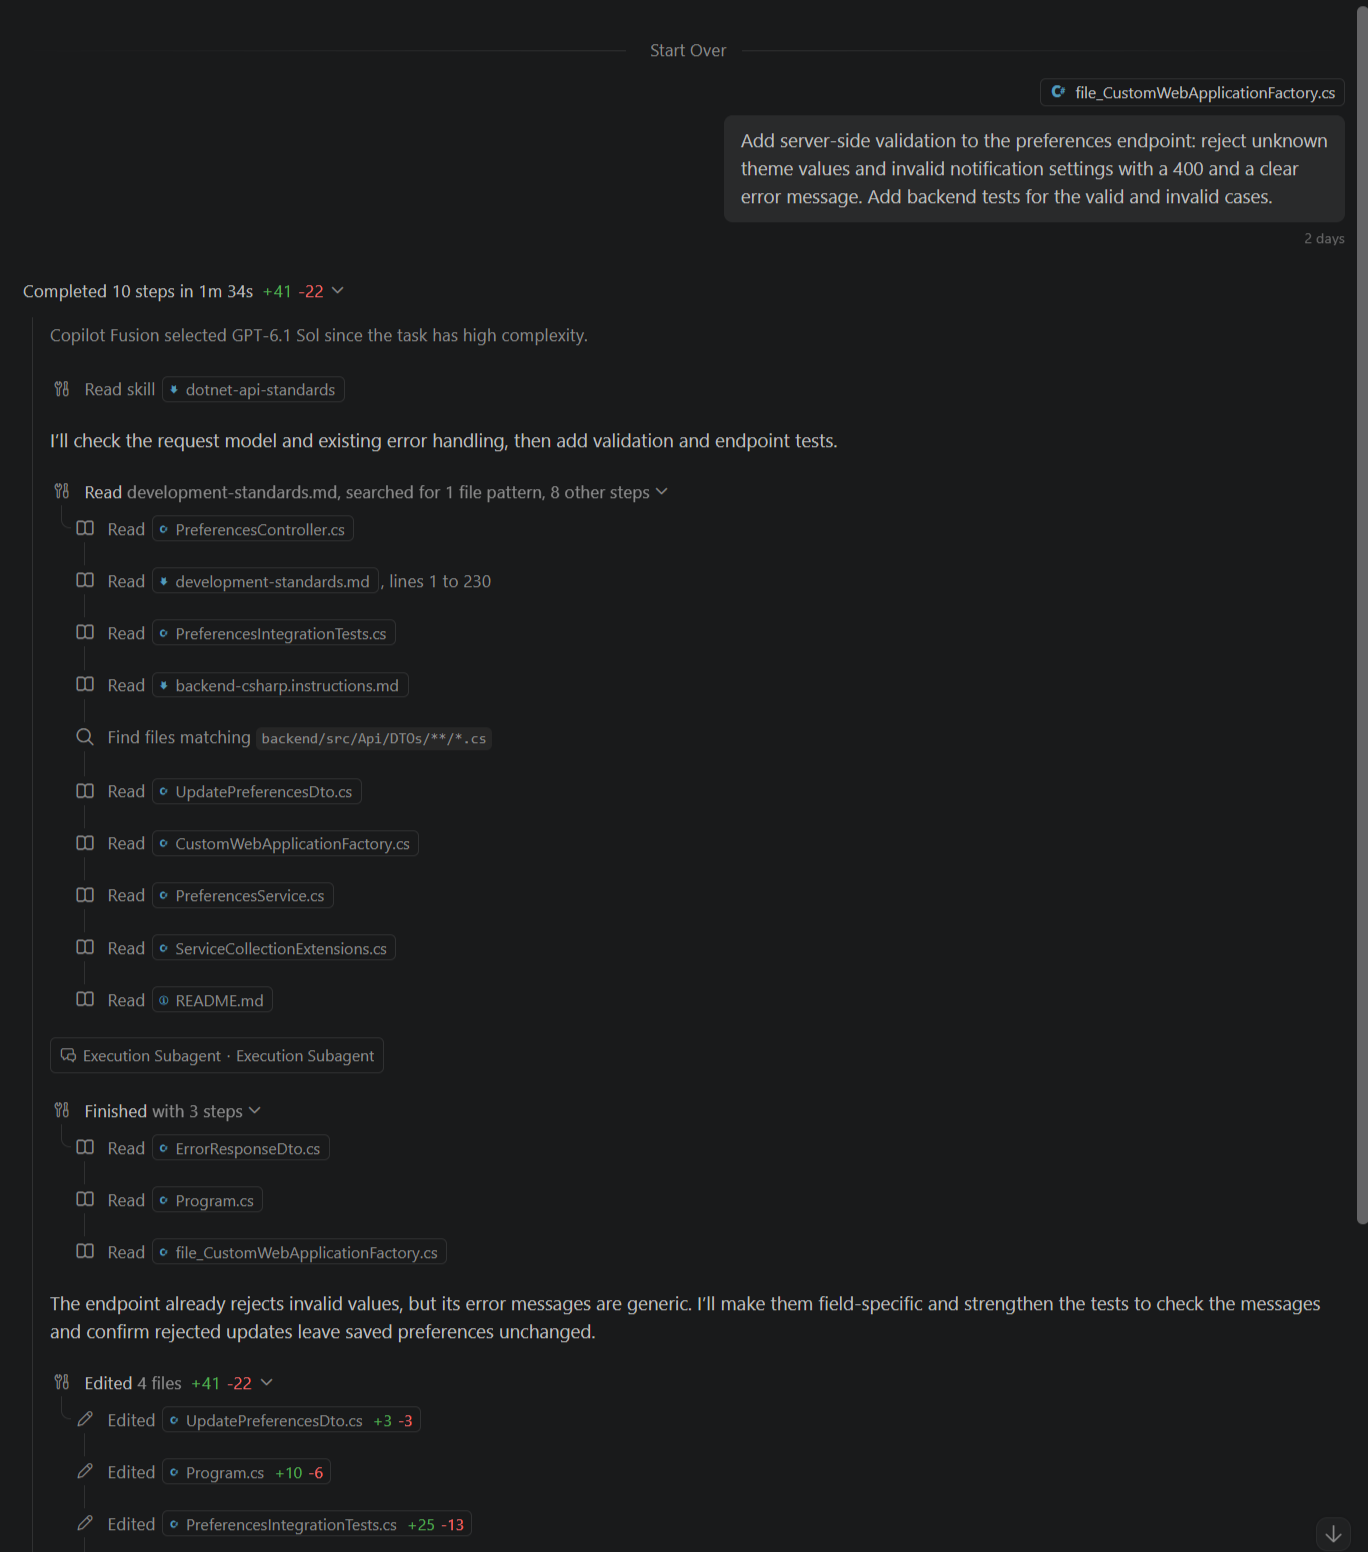 Start Over
file_CustomWebApplicationFactory.cs
Add server-side validation to the preferences endpoint: reject unknown
theme values and invalid notification settings with a 400 and a clear
error message. Add backend tests for the valid and invalid cases.
2 days
Completed 10 steps in 1m 34s +41 -22
Copilot Fusion selected GPT-6.1 Sol since the task has high complexity.
Read skill dotnet-api-standards
I'll check the request model and existing error handling, then add validation and endpoint tests.
Read development-standards.md, searched for 1 file pattern, 8 other steps
Read PreferencesController.cs
Read development-standards.md , lines 1 to 230
Read PreferencesIntegrationTests.cs
Read backend-csharp.instructions.md
Find files matching backend/src/Api/DTOs/**/*.cs
Read UpdatePreferencesDto.cs
Read CustomWebApplicationFactory.cs
Read PreferencesService.cs
Read ServiceCollectionExtensions.cs
Read README.md
Execution Subagent · Execution Subagent
Finished with 3 steps
Read ErrorResponseDto.cs
Read Program.cs
Read file_CustomWebApplicationFactory.cs
The endpoint already rejects invalid values, but its error messages are generic. I'll make them field-specific and strengthen the tests to check the messages
and confirm rejected updates leave saved preferences unchanged.
Edited 4 files +41 -22
Edited UpdatePreferencesDto.cs +3 -3
Edited Program.cs +10 -6
Edited PreferencesIntegrationTests.cs +25 -13